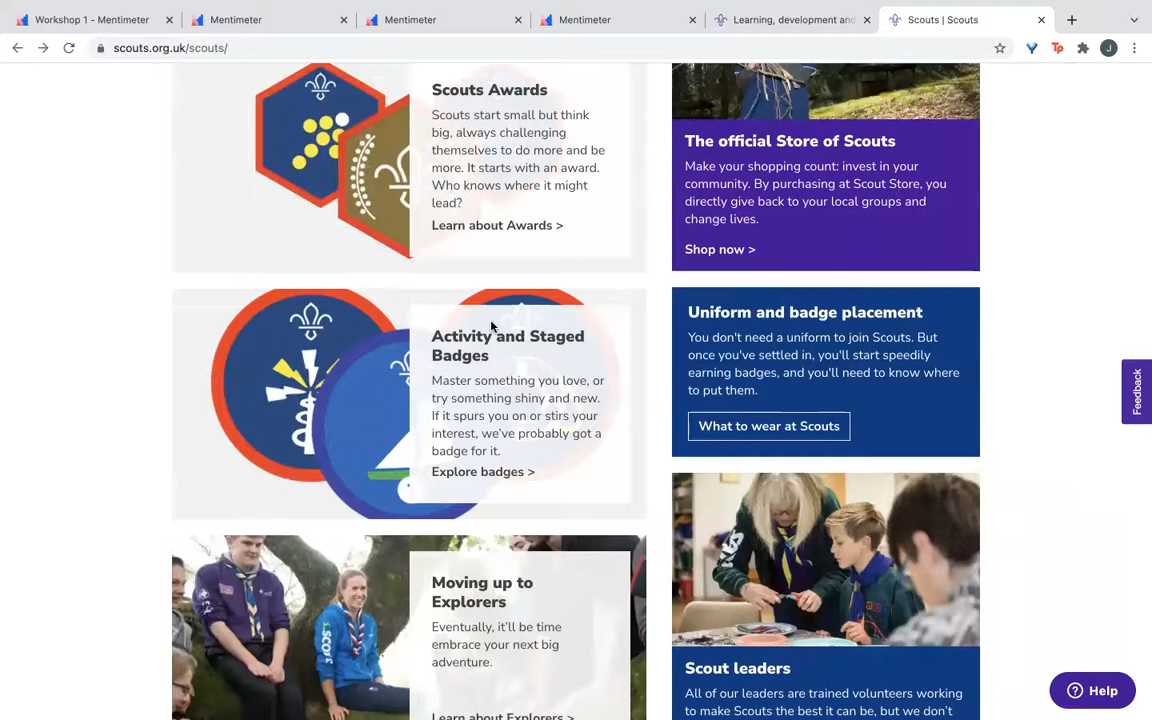 Workshop 1 - Mentimeter
Mentimeter
Mentimeter
Mentimeter
Learning, development and
Scouts | Scouts
scouts.org.uk/scouts/
Tp
J
Scouts Awards
Scouts start small but think
big, always challenging
themselves to do more and be
more. It starts with an award.
Who knows where it might
lead?
Learn about Awards >
The official Store of Scouts
Make your shopping count: invest in your
community. By purchasing at Scout Store, you
directly give back to your local groups and
change lives.
Shop now >
Activity and Staged
Badges
Master something you love, or
try something shiny and new.
If it spurs you on or stirs your
interest, we've probably got a
badge for it.
Explore badges >
Uniform and badge placement
You don't need a uniform to join Scouts. But
once you've settled in, you'll start speedily
earning badges, and you'll need to know where
to put them.
What to wear at Scouts
Feedback
Moving up to
Explorers
Eventually, it'll be time
embrace your next big
adventure.
Learn about Explorers >
Scout leaders
All of our leaders are trained volunteers working
to make Scouts the best it can be, but we don't
Help